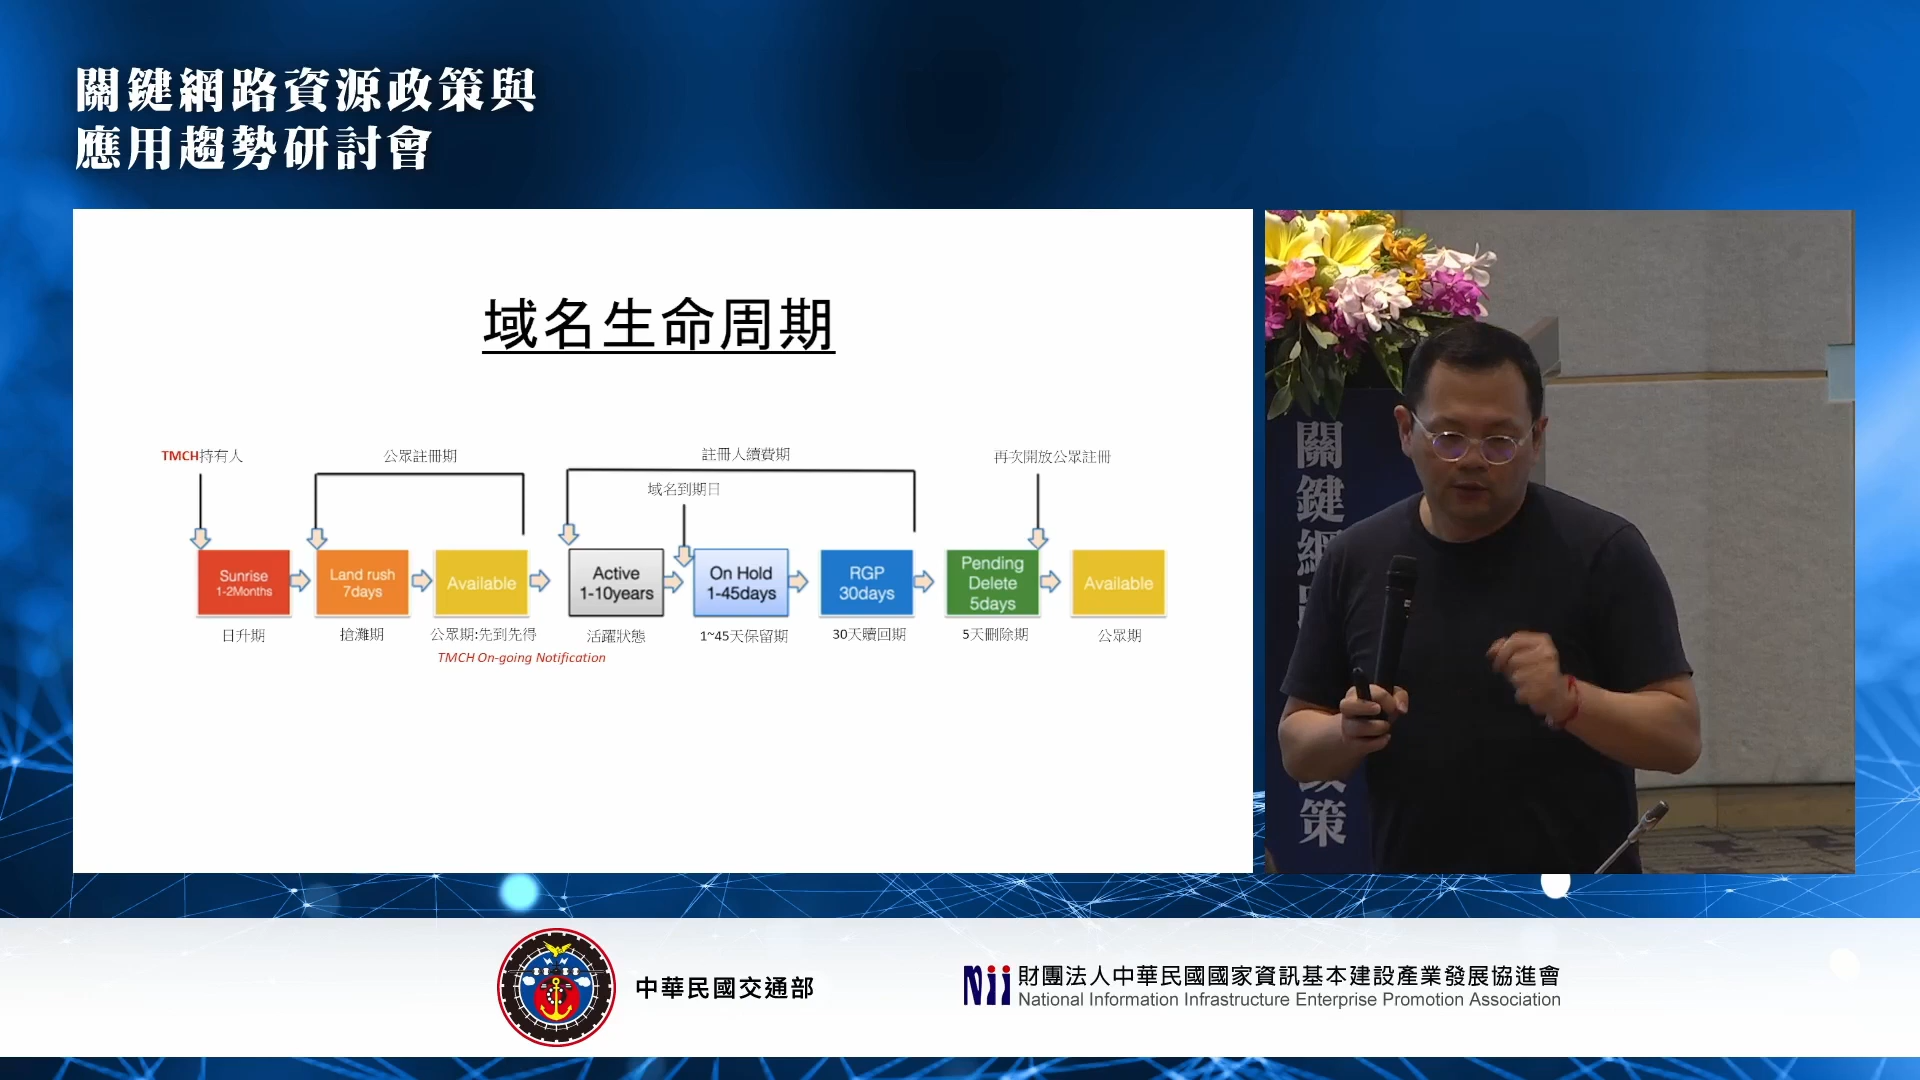 關鍵網路資源政策與
應用趨勢研討會
域名生命周期
TMCH持有人
公眾註冊期
註冊人續費期
域名到期日
再次開放公眾註冊
Sunrise
1-2Months
Land rush
7days
Available
Active
1-10years
On Hold
1-45days
RGP
30days
Pending
Delete
5days
Available
日升期
搶灘期
公眾期:先到先得
活躍狀態
1~45天保留期
30天贖回期
5天刪除期
公眾期
TMCH On-going Notification
關鍵網
策
中華民國交通部
nii
財團法人中華民國國家資訊基本建設產業發展協進會
National Information Infrastructure Enterprise Promotion Association